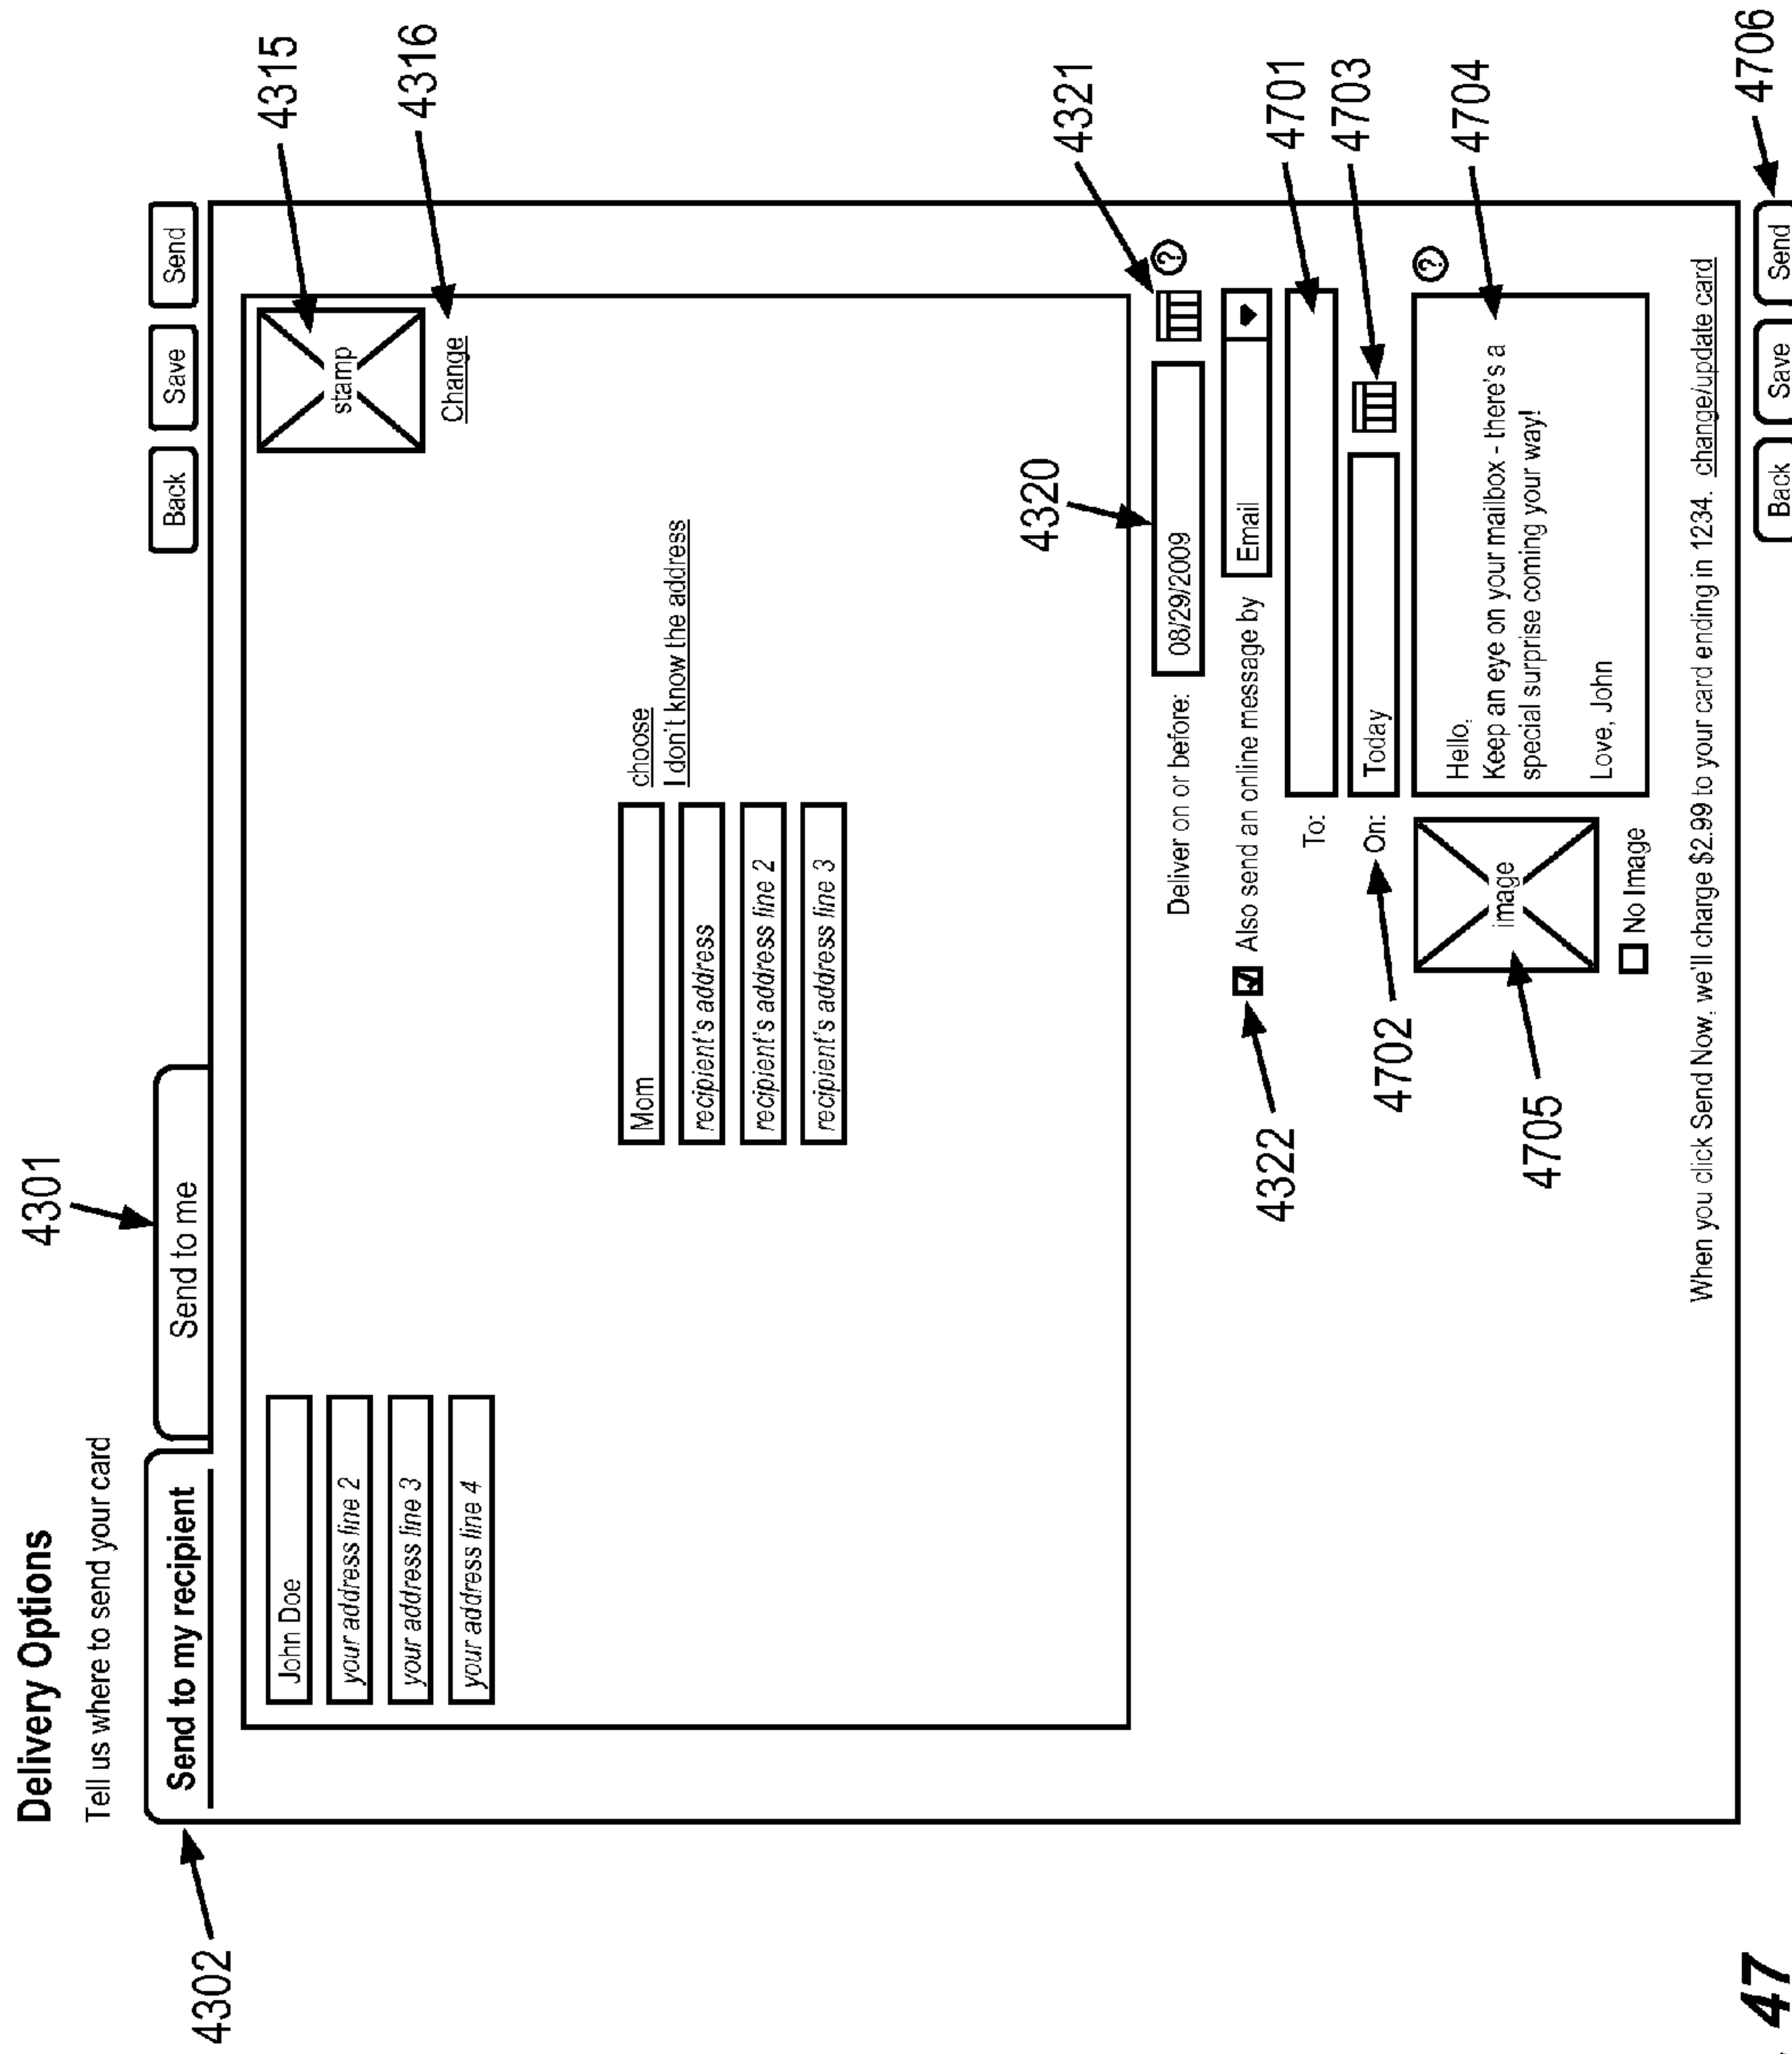 Delivery Options
Tell us where to send your card
4301
4302
Send to my recipient
Send to me
Back
Save
Send
John Doe
your address line 2
your address line 3
your address line 4
stamp
4315
Change
4316
Mom
choose
recipient's address
I don't know the address
recipient's address line 2
recipient's address line 3
4320
4321
Deliver on or before:
08/29/2009
?
4322
Also send an online message by
Email
To:
4701
4702
On:
Today
4703
4705
image
No Image
Hello,
Keep an eye on your mailbox - there's a
special surprise coming your way!
Love, John
?
4704
When you click Send Now, we'll charge $2.99 to your card ending in 1234. change/update card
Back
Save
Send
4706
47